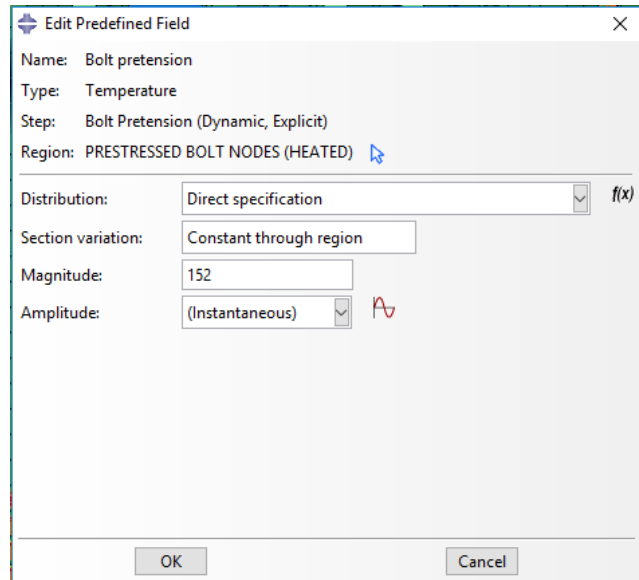 Edit Predefined Field
Name: Bolt pretension
Type: Temperature
Step: Bolt Pretension (Dynamic, Explicit)
Region: PRESTRESSED BOLT NODES (HEATED)
Distribution: Direct specification f(x)
Section variation: Constant through region
Magnitude: 152
Amplitude: (Instantaneous)
OK Cancel